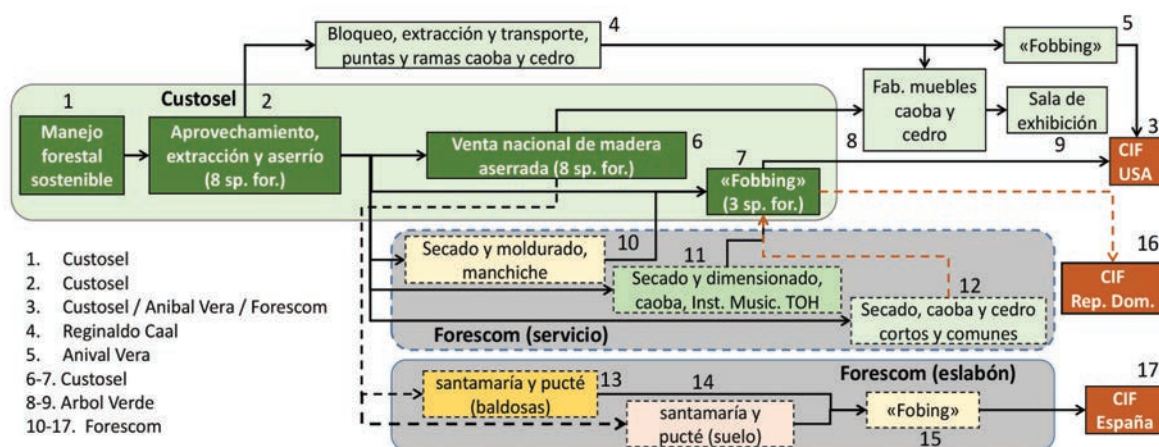 4
5
Bloqueo, extracción y transporte,
puntas y ramas caoba y cedro
«Fobbing»
1
Custosel
2
Fab. muebles
caoba y
cedro
Sala de
exhibición
3
Manejo
forestal
sostenible
Aprovechamiento,
extracción y aserrío
(8 sp. for.)
Venta nacional de madera
aserrada (8 sp. for.)
6
7
8
9
CIF
USA
«Fobbing»
(3 sp. for.)
Secado y moldurado,
manchiche
10
11
16
Secado y dimensionado,
caoba, Inst. Music. TOH
12
CIF
Rep. Dom.
Secado, caoba y cedro
cortos y comunes
Forescom (servicio)
1. Custosel
2. Custosel
3. Custosel / Anibal Vera / Forescom
4. Reginaldo Caal
5. Anival Vera
6-7. Custosel
8-9. Arbol Verde
10-17. Forescom
santamaría y pucté
(baldosas)
13
14
Forescom (eslabón)
17
santamaría y
pucté (suelo)
«Fobing»
15
CIF
España